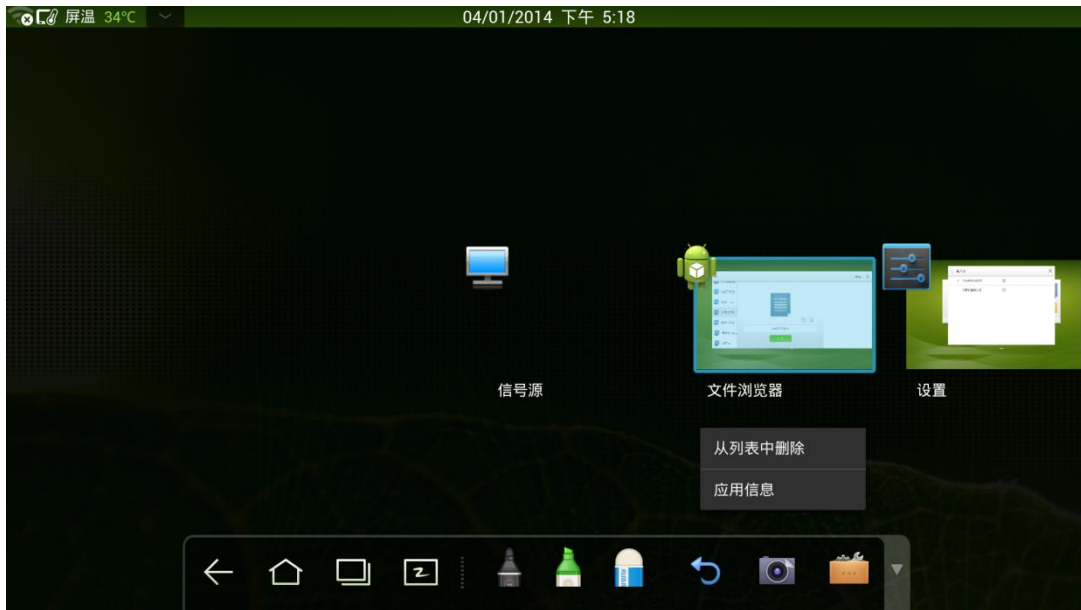 屏温 34℃
04/01/2014 下午 5:18
信号源
文件浏览器
设置
从列表中删除
应用信息